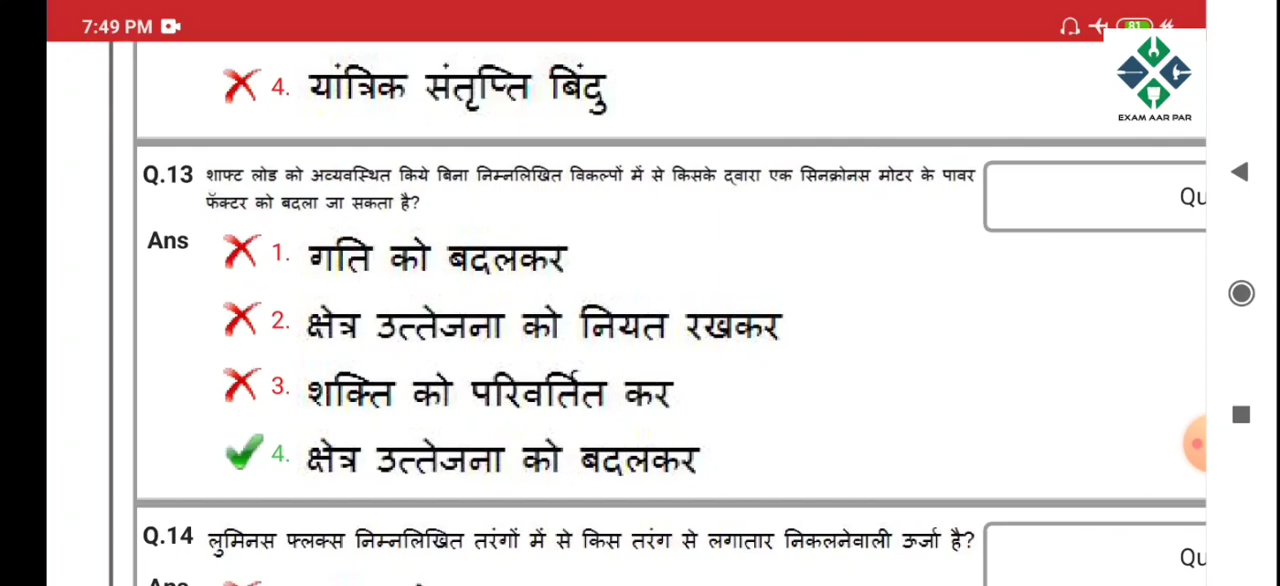 7:49 PM
81
EXAM AAR PAR
4. यांत्रिक संतृप्ति बिंदु
Q.13 शाफ्ट लोड को अव्यवस्थित किये बिना निम्नलिखित विकल्पों में से किसके द्वारा एक सिनक्रोनस मोटर के पावर
फॅक्टर को बदला जा सकता है?
Qu
Ans
1. गति को बदलकर
2. क्षेत्र उत्तेजना को नियत रखकर
3. शक्ति को परिवर्तित कर
4. क्षेत्र उत्तेजना को बदलकर
Q.14 लुमिनस फ्लक्स निम्नलिखित तरंगों में से किस तरंग से लगातार निकलनेवाली ऊर्जा है?
Qu
Ans